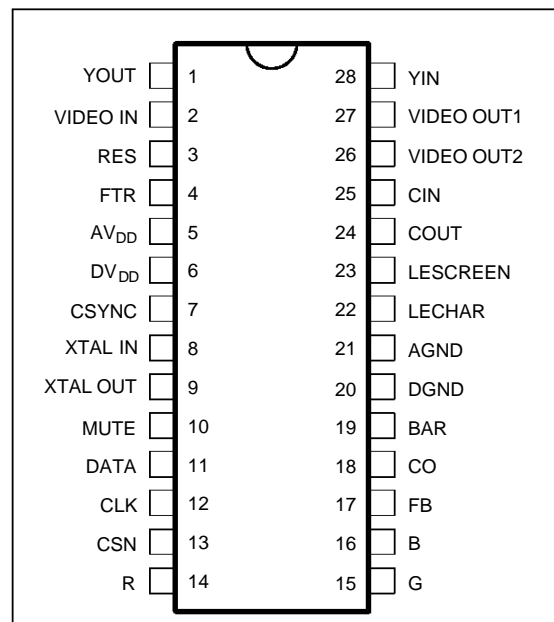 YOUT 1 28 YIN
VIDEO IN 2 27 VIDEO OUT1
RES 3 26 VIDEO OUT2
FTR 4 25 CIN
AVDD 5 24 COUT
DVDD 6 23 LESCREEN
CSYNC 7 22 LECHAR
XTAL IN 8 21 AGND
XTAL OUT 9 20 DGND
MUTE 10 19 BAR
DATA 11 18 CO
CLK 12 17 FB
CSN 13 16 B
R 14 15 G